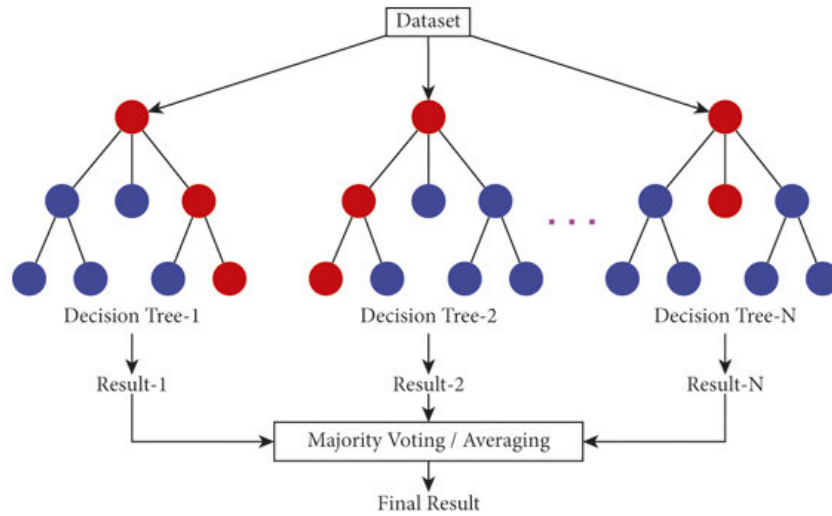 Dataset
Decision Tree-1
Decision Tree-2
Decision Tree-N
Result-1
Result-2
Result-N
Majority Voting / Averaging
Final Result